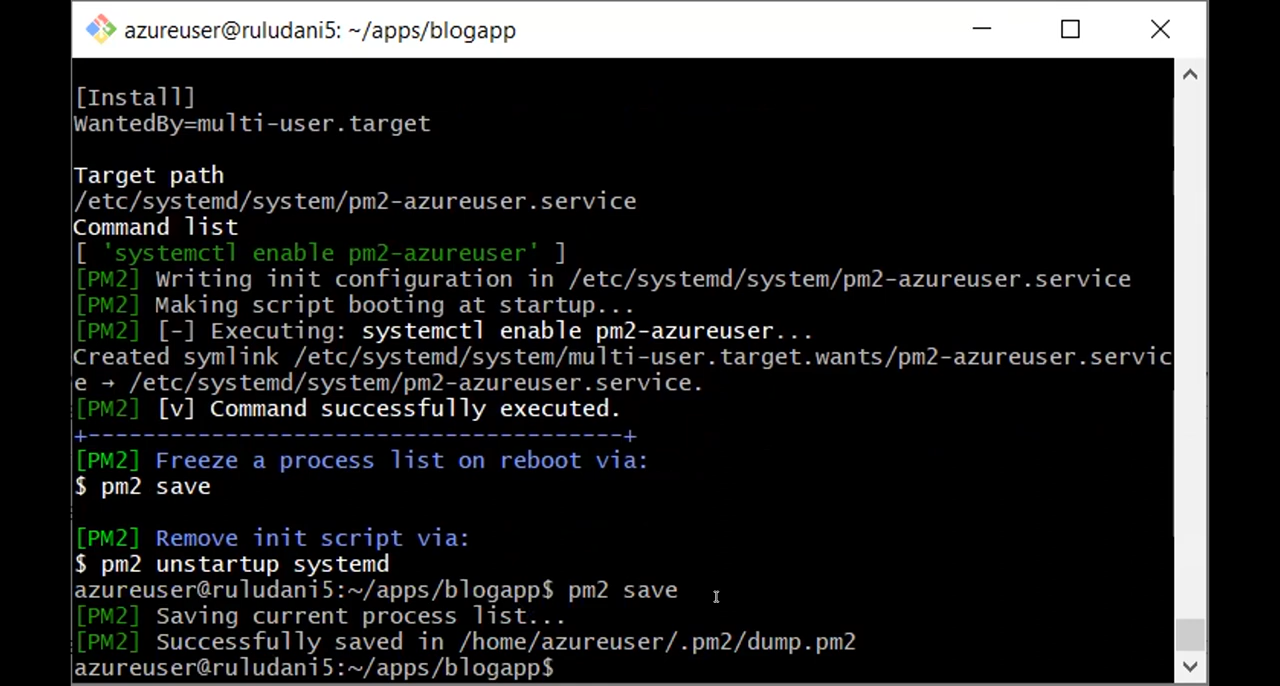 azureuser@ruludani5: ~/apps/blogapp
[Install]
WantedBy=multi-user.target
Target path
/etc/systemd/system/pm2-azureuser.service
Command list
[ 'systemctl enable pm2-azureuser' ]
[PM2] Writing init configuration in /etc/systemd/system/pm2-azureuser.service
[PM2] Making script booting at startup...
[PM2] [-] Executing: systemctl enable pm2-azureuser...
Created symlink /etc/systemd/system/multi-user.target.wants/pm2-azureuser.servic
e → /etc/systemd/system/pm2-azureuser.service.
[PM2] [v] Command successfully executed.
+---------------------------------------+
[PM2] Freeze a process list on reboot via:
$ pm2 save
[PM2] Remove init script via:
$ pm2 unstartup systemd
azureuser@ruludani5:~/apps/blogapp$ pm2 save
[PM2] Saving current process list...
[PM2] Successfully saved in /home/azureuser/.pm2/dump.pm2
azureuser@ruludani5:~/apps/blogapp$